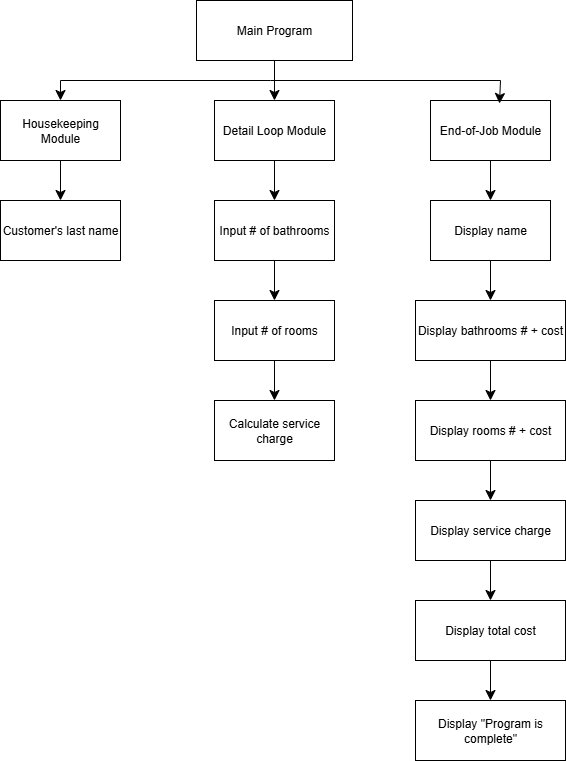 Main Program
Housekeeping
Module
Detail Loop Module
End-of-Job Module
Customer's last name
Input # of bathrooms
Display name
Input # of rooms
Display bathrooms # + cost
Calculate service
charge
Display rooms # + cost
Display service charge
Display total cost
Display "Program is
complete"